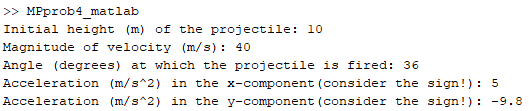 >> MPprob4_matlab
Initial height (m) of the projectile: 10
Magnitude of velocity (m/s): 40
Angle (degrees) at which the projectile is fired: 36
Acceleration (m/s^2) in the x-component(consider the sign!): 5
Acceleration (m/s^2) in the y-component(consider the sign!): -9.8